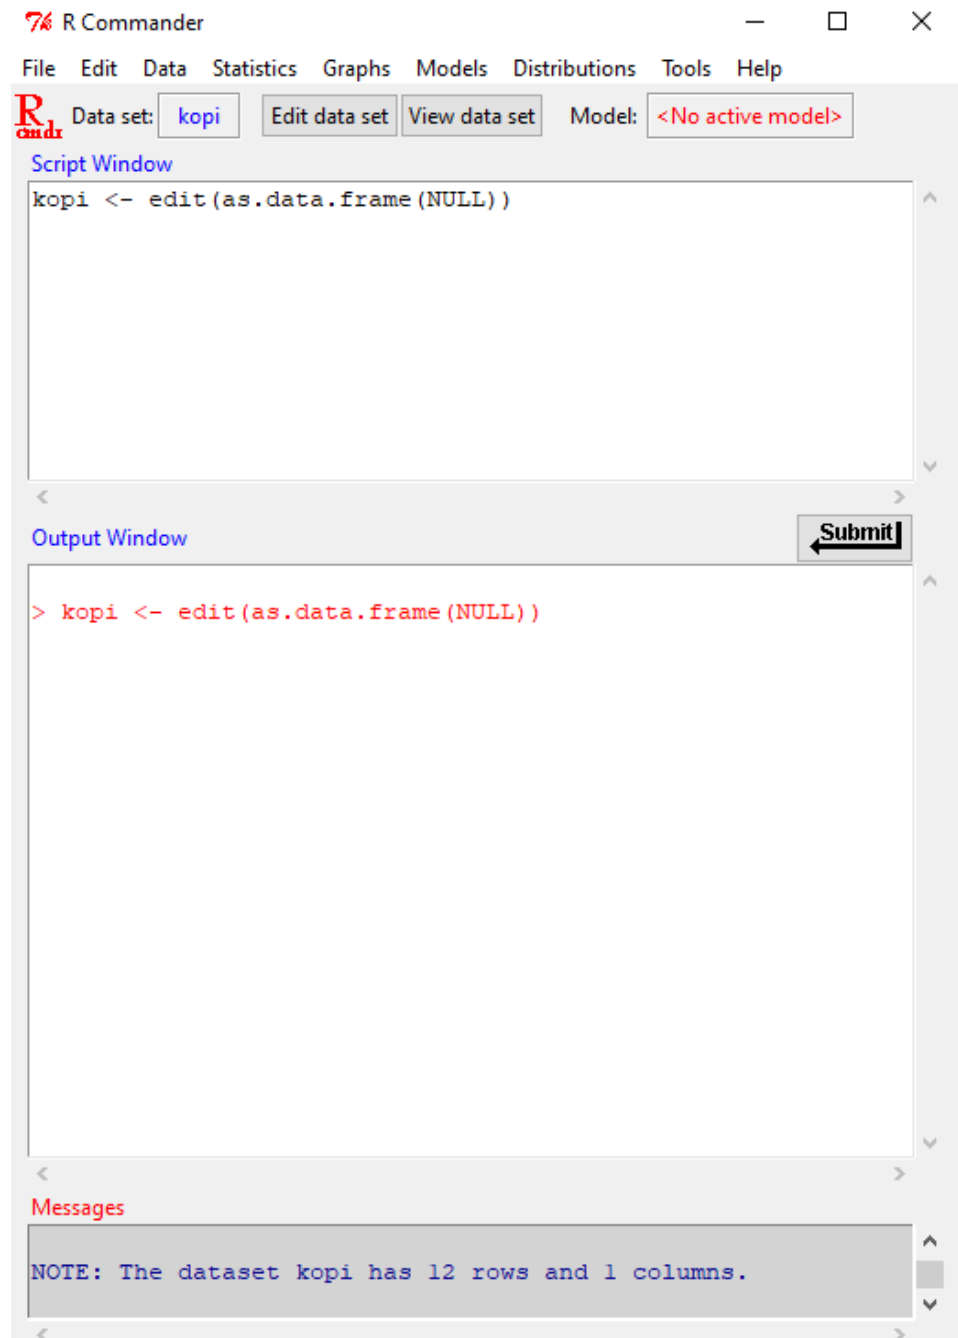 R Commander
File Edit Data Statistics Graphs Models Distributions Tools Help
R cmdr Data set: kopi Edit data set View data set Model: <No active model>
Script Window
kopi <- edit(as.data.frame(NULL))
Output Window Submit
> kopi <- edit(as.data.frame(NULL))
Messages
NOTE: The dataset kopi has 12 rows and 1 columns.